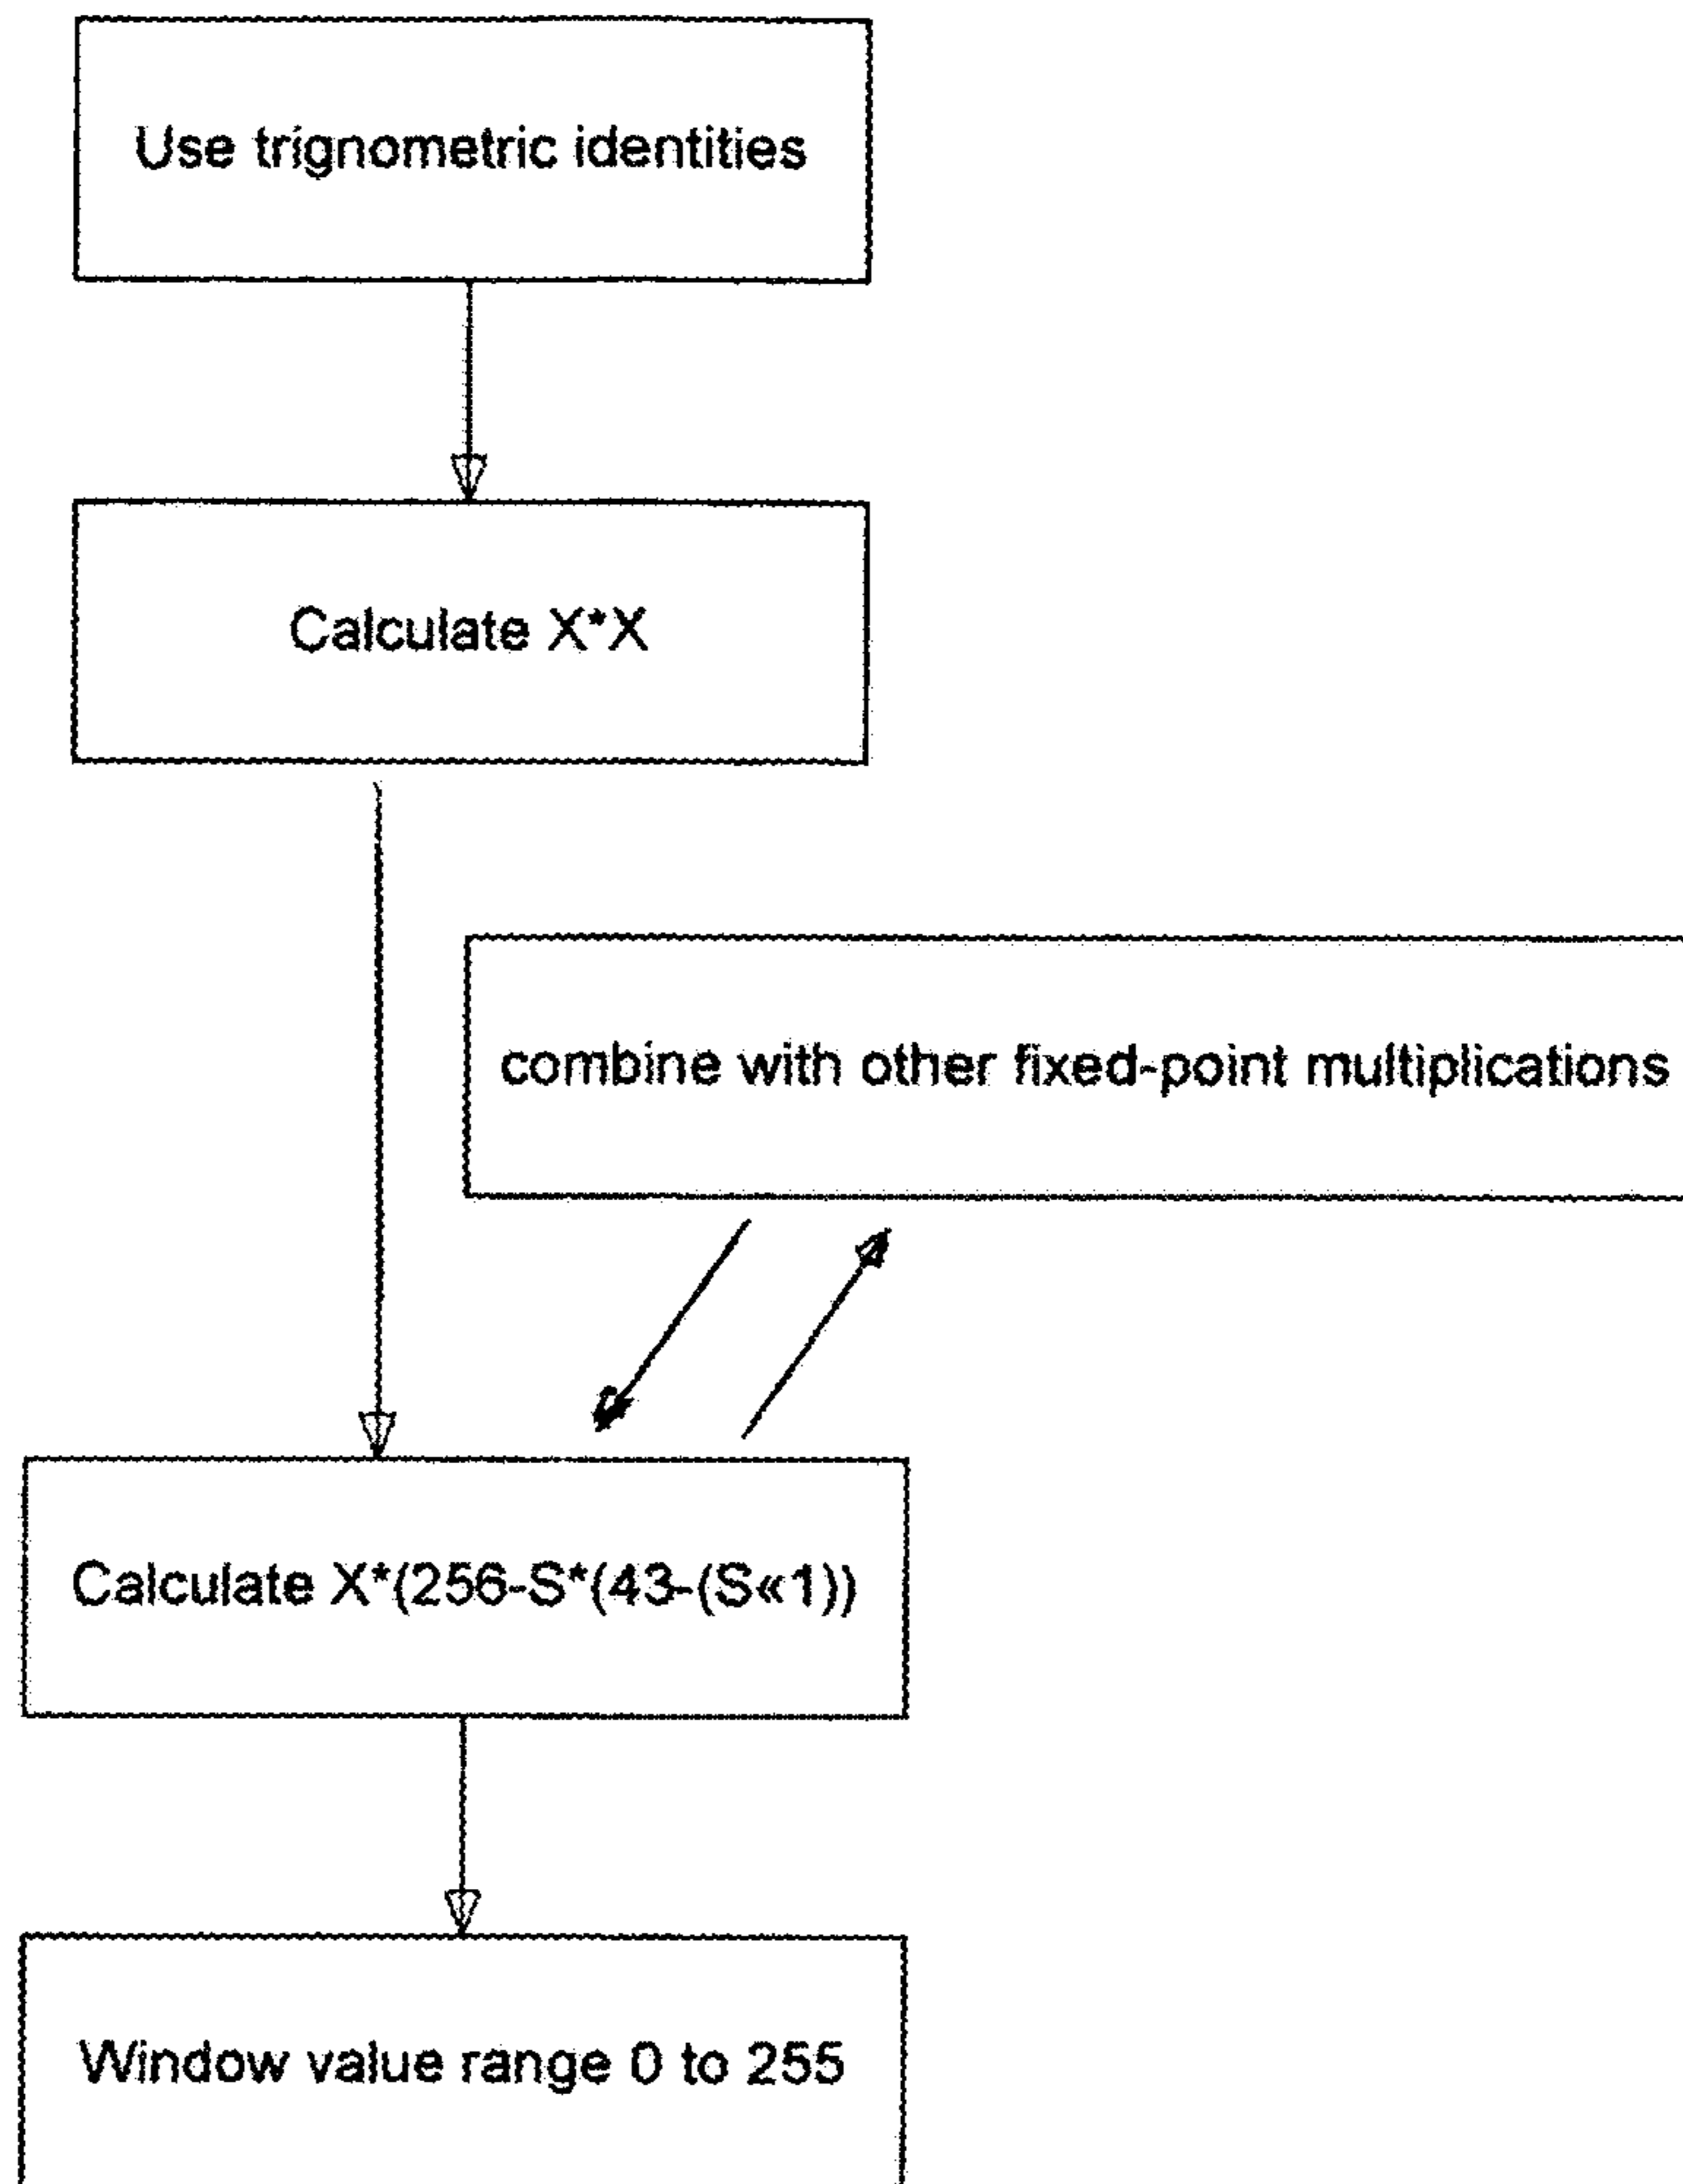 Use trignometric identities
Calculate X*X
combine with other fixed-point multiplications
Calculate X*(256-S*(43-(S«1))
Window value range 0 to 255